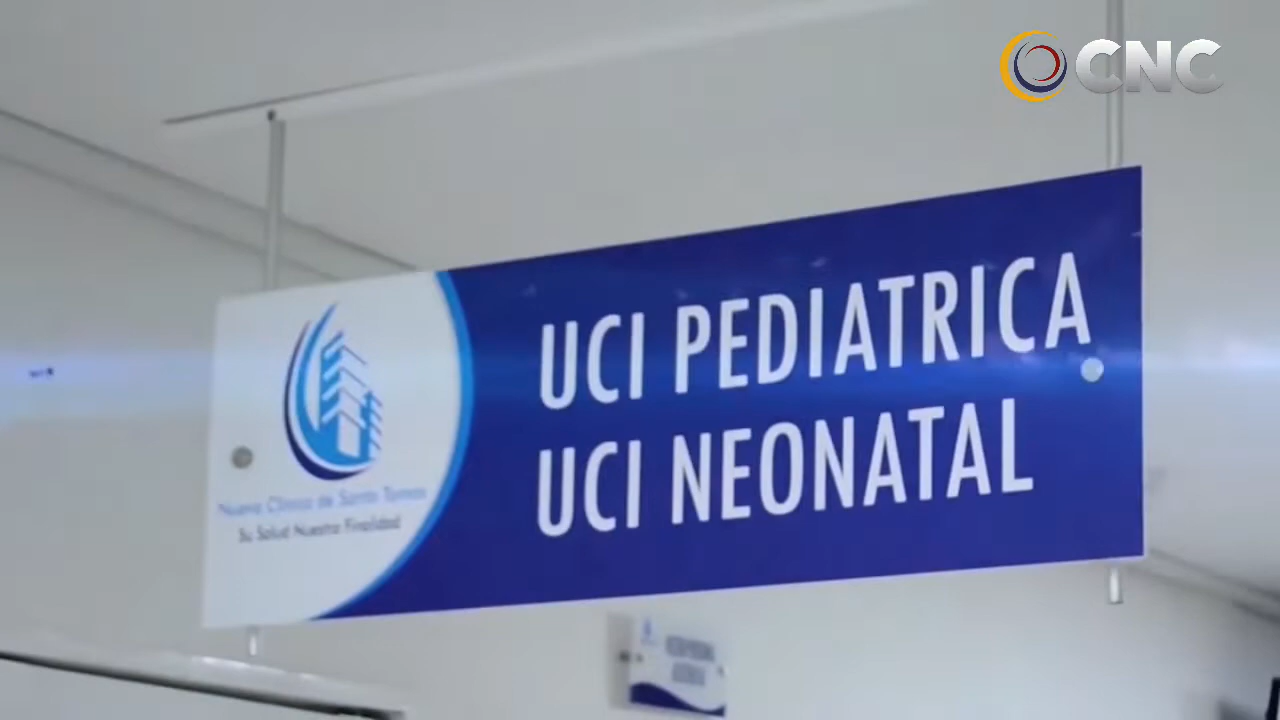 CNC
UCI PEDIATRICA
UCI NEONATAL
Nueva Clínica de Santo Tomas
Su Salud Nuestra Finalidad